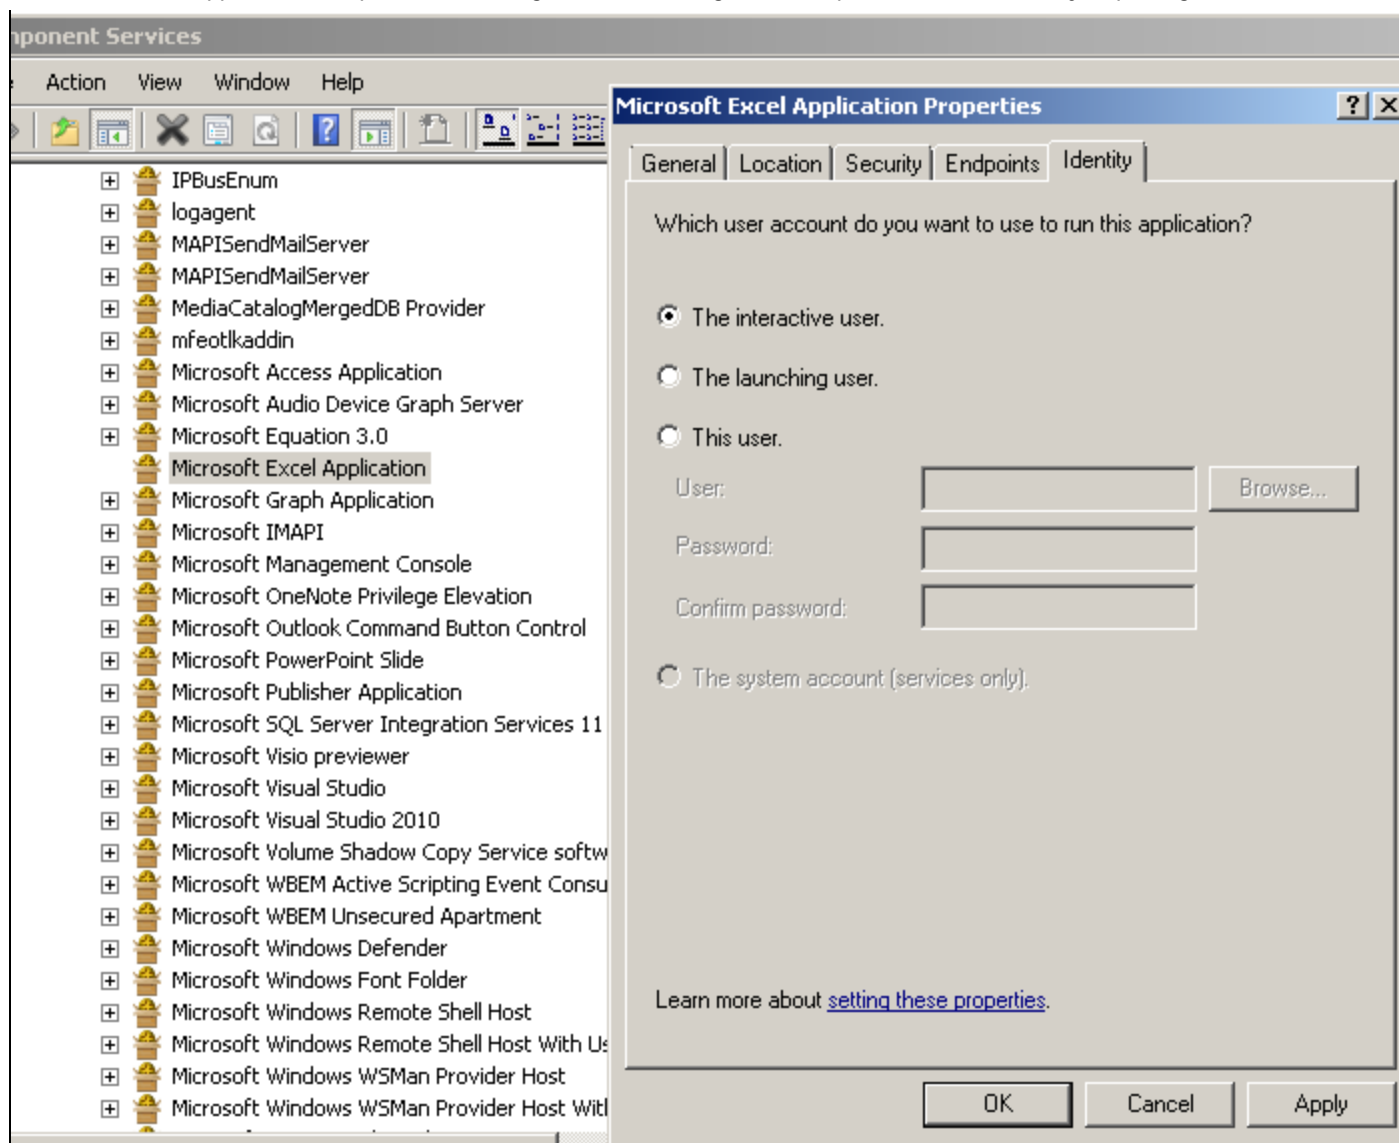 ponent Services
Action View Window Help
IPBusEnum
logagent
MAPISendMailServer
MAPISendMailServer
MediaCatalogMergedDB Provider
mfeotlkaddin
Microsoft Access Application
Microsoft Audio Device Graph Server
Microsoft Equation 3.0
Microsoft Excel Application
Microsoft Graph Application
Microsoft IMAPI
Microsoft Management Console
Microsoft OneNote Privilege Elevation
Microsoft Outlook Command Button Control
Microsoft PowerPoint Slide
Microsoft Publisher Application
Microsoft SQL Server Integration Services 11
Microsoft Visio previewer
Microsoft Visual Studio
Microsoft Visual Studio 2010
Microsoft Volume Shadow Copy Service softw
Microsoft WBEM Active Scripting Event Consu
Microsoft WBEM Unsecured Apartment
Microsoft Windows Defender
Microsoft Windows Font Folder
Microsoft Windows Remote Shell Host
Microsoft Windows Remote Shell Host With Us
Microsoft Windows WSMan Provider Host
Microsoft Windows WSMan Provider Host Witl
Microsoft Excel Application Properties
General Location Security Endpoints Identity
Which user account do you want to use to run this application?
The interactive user.
The launching user.
This user.
User:
Browse...
Password:
Confirm password:
The system account (services only).
Learn more about setting these properties.
OK Cancel Apply